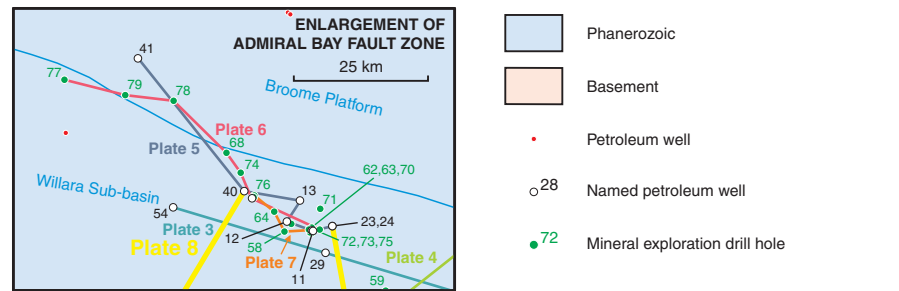 ENLARGEMENT OF
ADMIRAL BAY FAULT ZONE
25 km
41
77
79
78
Broome Platform
Plate 6
68
Plate 5
74
62,63,70
Willara Sub-basin
40
76
13
71
54
64
23,24
Plate 3
12
58
72,73,75
Plate 8
Plate 7
29
Plate 4
11
59
Phanerozoic
Basement
Petroleum well
28
Named petroleum well
72
Mineral exploration drill hole